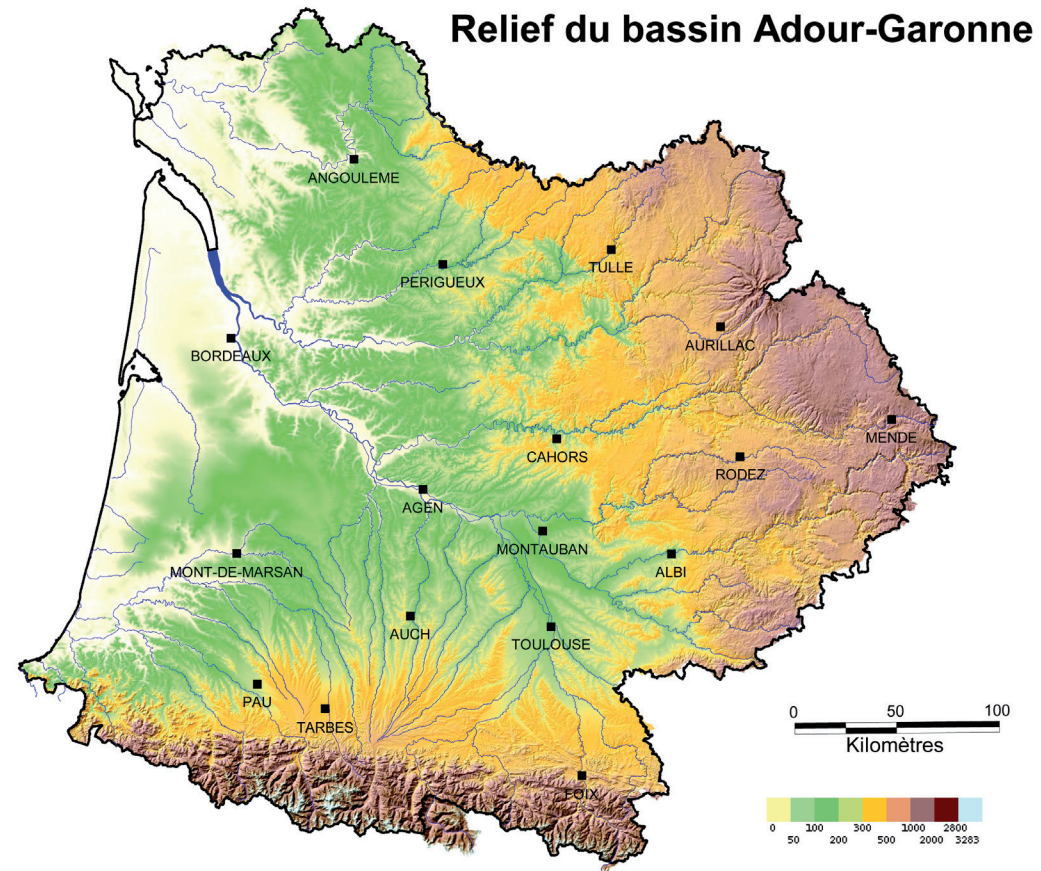 Relief du bassin Adour-Garonne
ANGOULEME
PERIGUEUX
TULLE
BORDEAUX
AURILLAC
MENDE
CAHORS
RODEZ
AGEN
MONTAUBAN
MONT-DE-MARSAN
ALBI
AUCH
TOULOUSE
PAU
TARBES
FOIX
0 50 100
Kilomètres
0 100 300 1000 2800
50 200 500 2000 3283